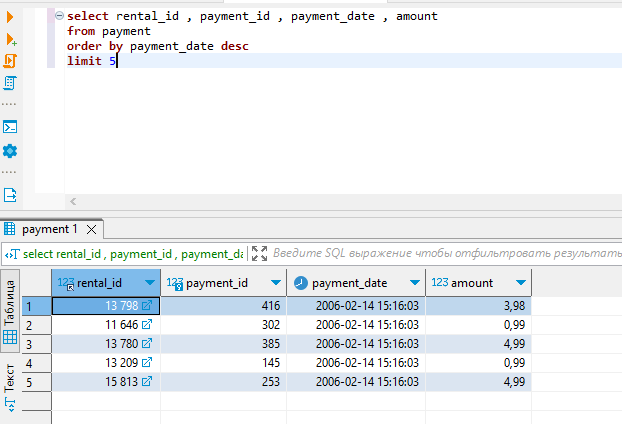 select rental_id , payment_id , payment_date , amount
from payment
order by payment_date desc
limit 5
payment 1
select rental_id , payment_id , payment_da
Введите SQL выражение чтобы отфильтровать результаты
Таблица
Текст
rental_id payment_id payment_date amount
1 13 798 416 2006-02-14 15:16:03 3,98
2 11 646 302 2006-02-14 15:16:03 0,99
3 13 780 385 2006-02-14 15:16:03 4,99
4 13 209 145 2006-02-14 15:16:03 0,99
5 15 813 253 2006-02-14 15:16:03 4,99